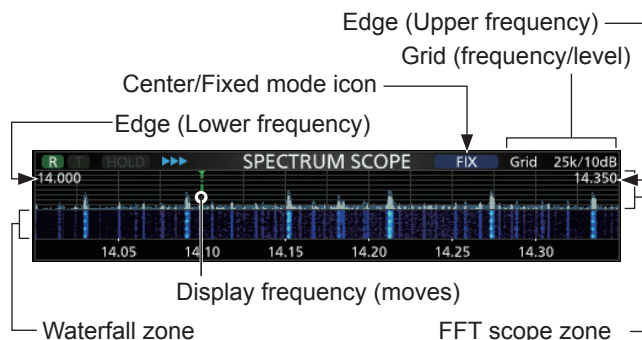 Edge (Upper frequency)
Grid (frequency/level)
Center/Fixed mode icon
Edge (Lower frequency)
R T HOLD SPECTRUM SCOPE FIX Grid 25k/10dB
14.000 14.350
14.05 14.10 14.15 14.20 14.25 14.30
Display frequency (moves)
Waterfall zone FFT scope zone